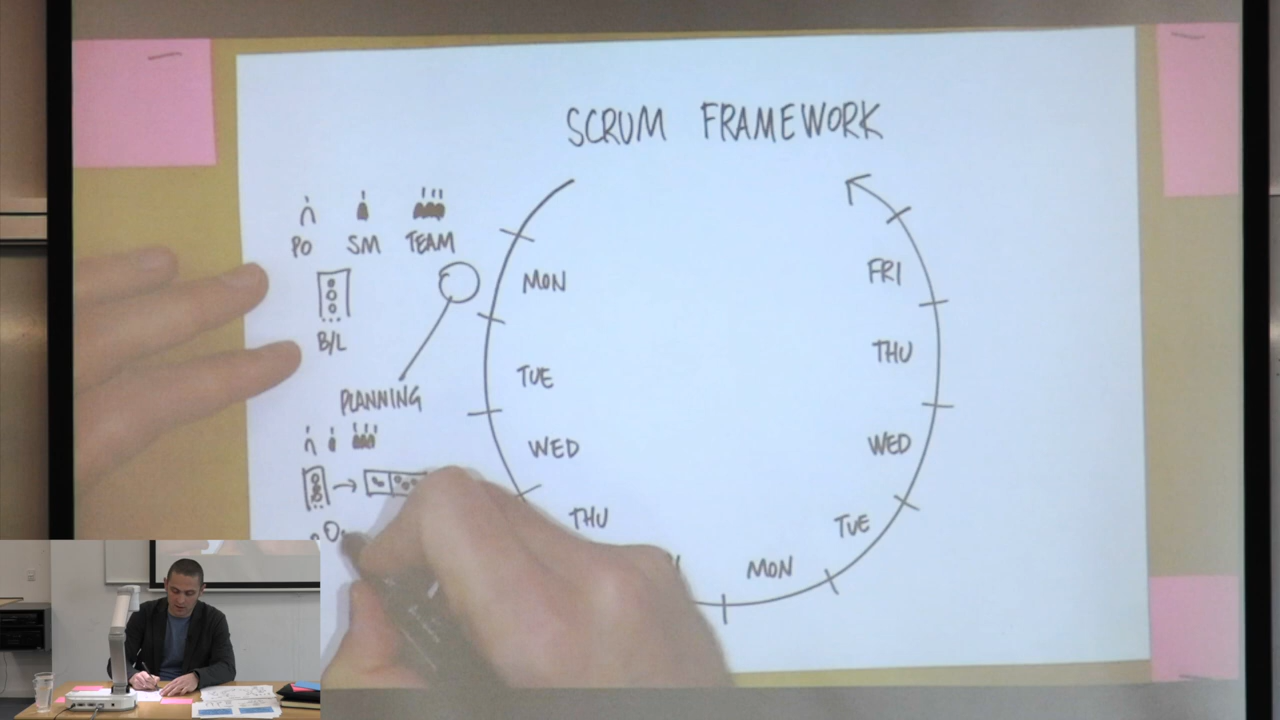 SCRUM FRAMEWORK
PO SM TEAM
B/L
PLANNING
MON
TUE
WED
THU
MON
TUE
WED
THU
FRI